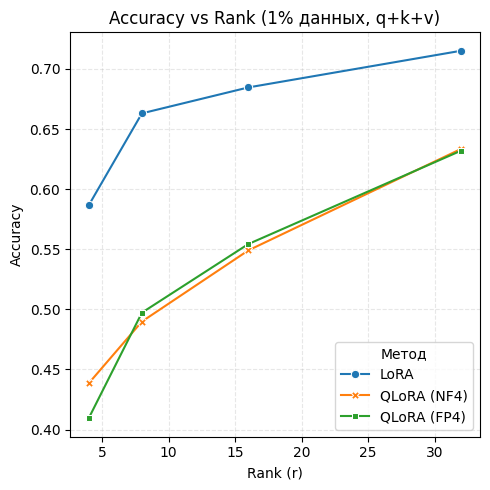 Accuracy vs Rank (1% данных, q+k+v)
Accuracy
0.70
0.65
0.60
0.55
0.50
0.45
0.40
Метод
LoRA
QLoRA (NF4)
QLoRA (FP4)
5
10
15
20
25
30
Rank (r)